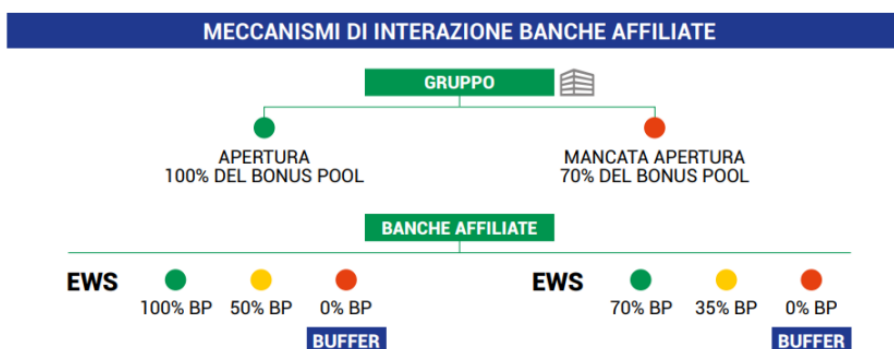 MECCANISMI DI INTERAZIONE BANCHE AFFILIATE
GRUPPO
APERTURA
100% DEL BONUS POOL
MANCATA APERTURA
70% DEL BONUS POOL
BANCHE AFFILIATE
EWS
100% BP
50% BP
0% BP
BUFFER
EWS
70% BP
35% BP
0% BP
BUFFER